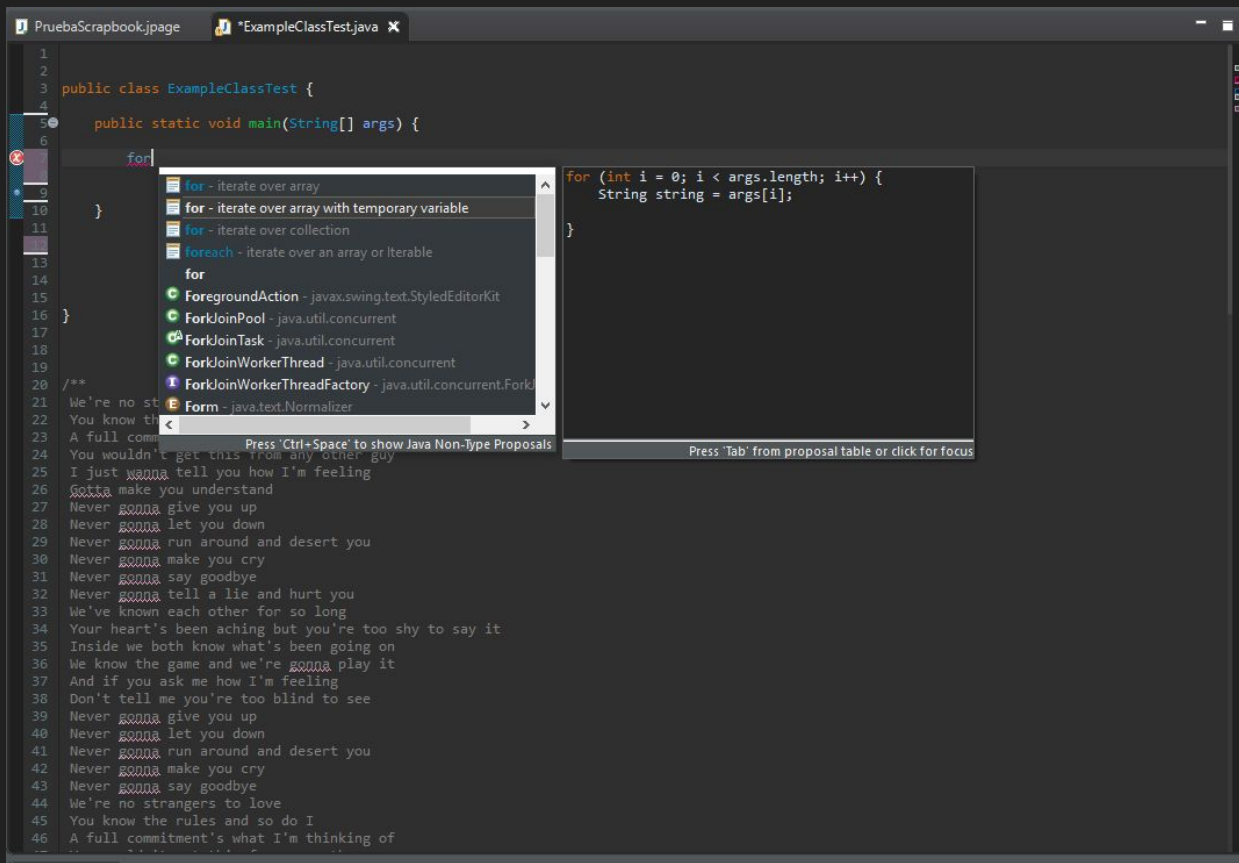 PruebaScrapbook.jpage
*ExampleClassTest.java
1
2
3 public class ExampleClassTest {
4
5 public static void main(String[] args) {
6
7 for
9
10 }
11
12
13
14
15
16 }
17
18
19
for - iterate over array
for - iterate over array with temporary variable
for - iterate over collection
foreach - iterate over an array or Iterable
for
ForegroundAction - javax.swing.text.StyledEditorKit
ForkJoinPool - java.util.concurrent
ForkJoinTask - java.util.concurrent
ForkJoinWorkerThread - java.util.concurrent
ForkJoinWorkerThreadFactory - java.util.concurrent.ForkJ
Form - java.text.Normalizer
Press 'Ctrl+Space' to show Java Non-Type Proposals
for (int i = 0; i < args.length; i++) {
String string = args[i];
}
Press 'Tab' from proposal table or click for focus
20 /**
21 We're no st
22 You know th
23 A full comm
24 You wouldn't get this from any other guy
25 I just wanna tell you how I'm feeling
26 Gotta make you understand
27 Never gonna give you up
28 Never gonna let you down
29 Never gonna run around and desert you
30 Never gonna make you cry
31 Never gonna say goodbye
32 Never gonna tell a lie and hurt you
33 We've known each other for so long
34 Your heart's been aching but you're too shy to say it
35 Inside we both know what's been going on
36 We know the game and we're gonna play it
37 And if you ask me how I'm feeling
38 Don't tell me you're too blind to see
39 Never gonna give you up
40 Never gonna let you down
41 Never gonna run around and desert you
42 Never gonna make you cry
43 Never gonna say goodbye
44 We're no strangers to love
45 You know the rules and so do I
46 A full commitment's what I'm thinking of